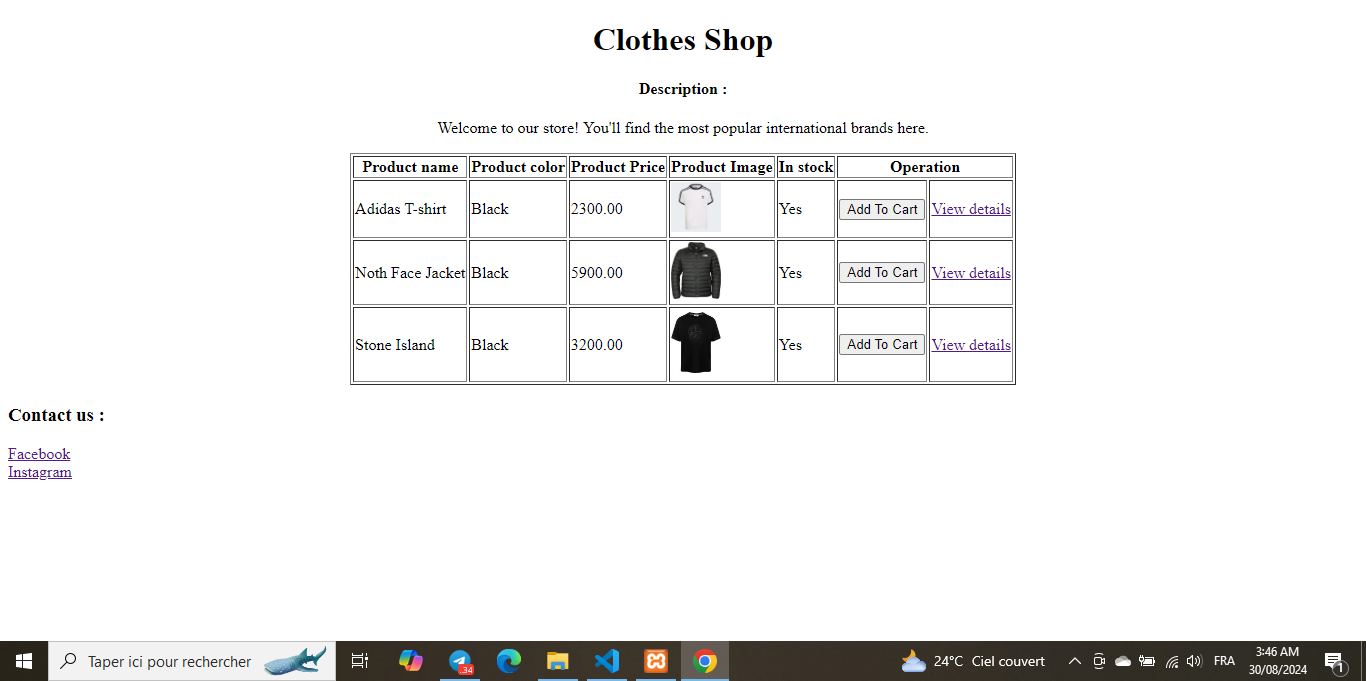 Clothes Shop
Description :
Welcome to our store! You'll find the most popular international brands here.
Product name Product color Product Price Product Image In stock Operation
Adidas T-shirt Black 2300.00 Yes Add To Cart View details
Noth Face Jacket Black 5900.00 Yes Add To Cart View details
Stone Island Black 3200.00 Yes Add To Cart View details
Contact us :
Facebook
Instagram
Taper ici pour rechercher 34 24°C Ciel couvert FRA 3:46 AM
30/08/2024 1